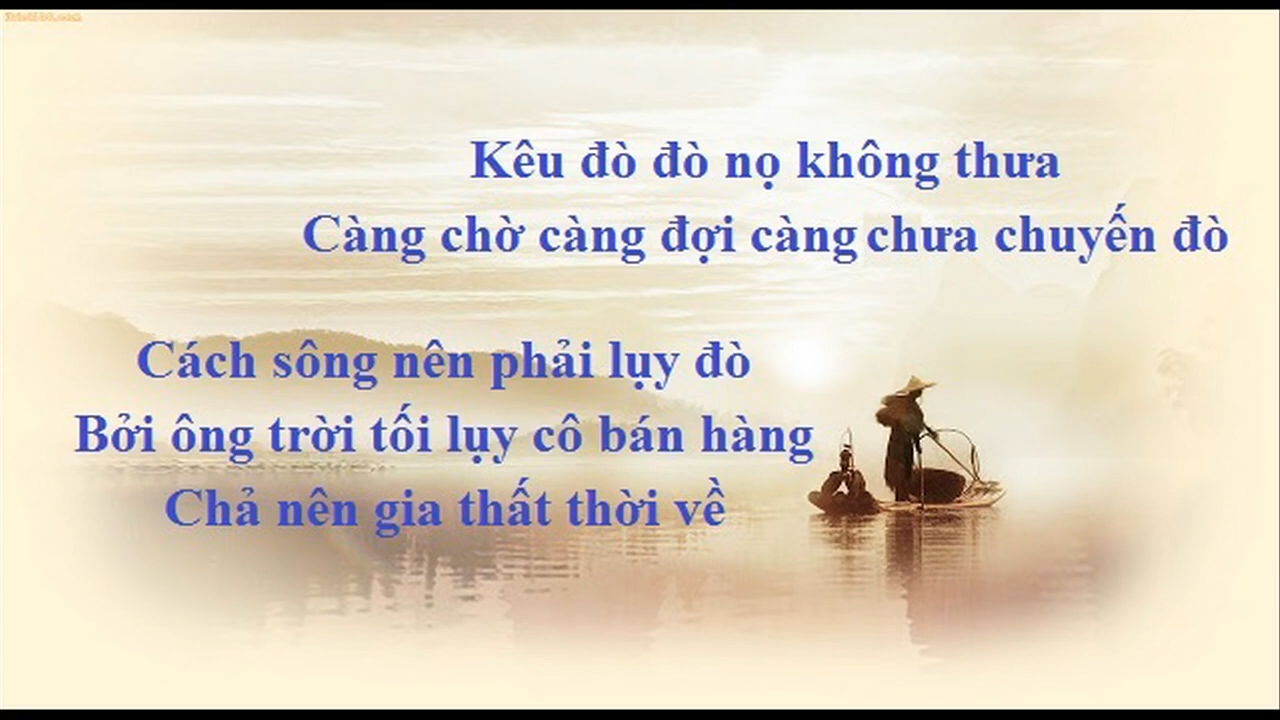 Kêu đò đò nọ không thưa
Càng chờ càng đợi càng chưa chuyến đò
Cách sông nên phải lụy đò
Bởi ông trời tối lụy cô bán hàng
Chả nên gia thất thời về